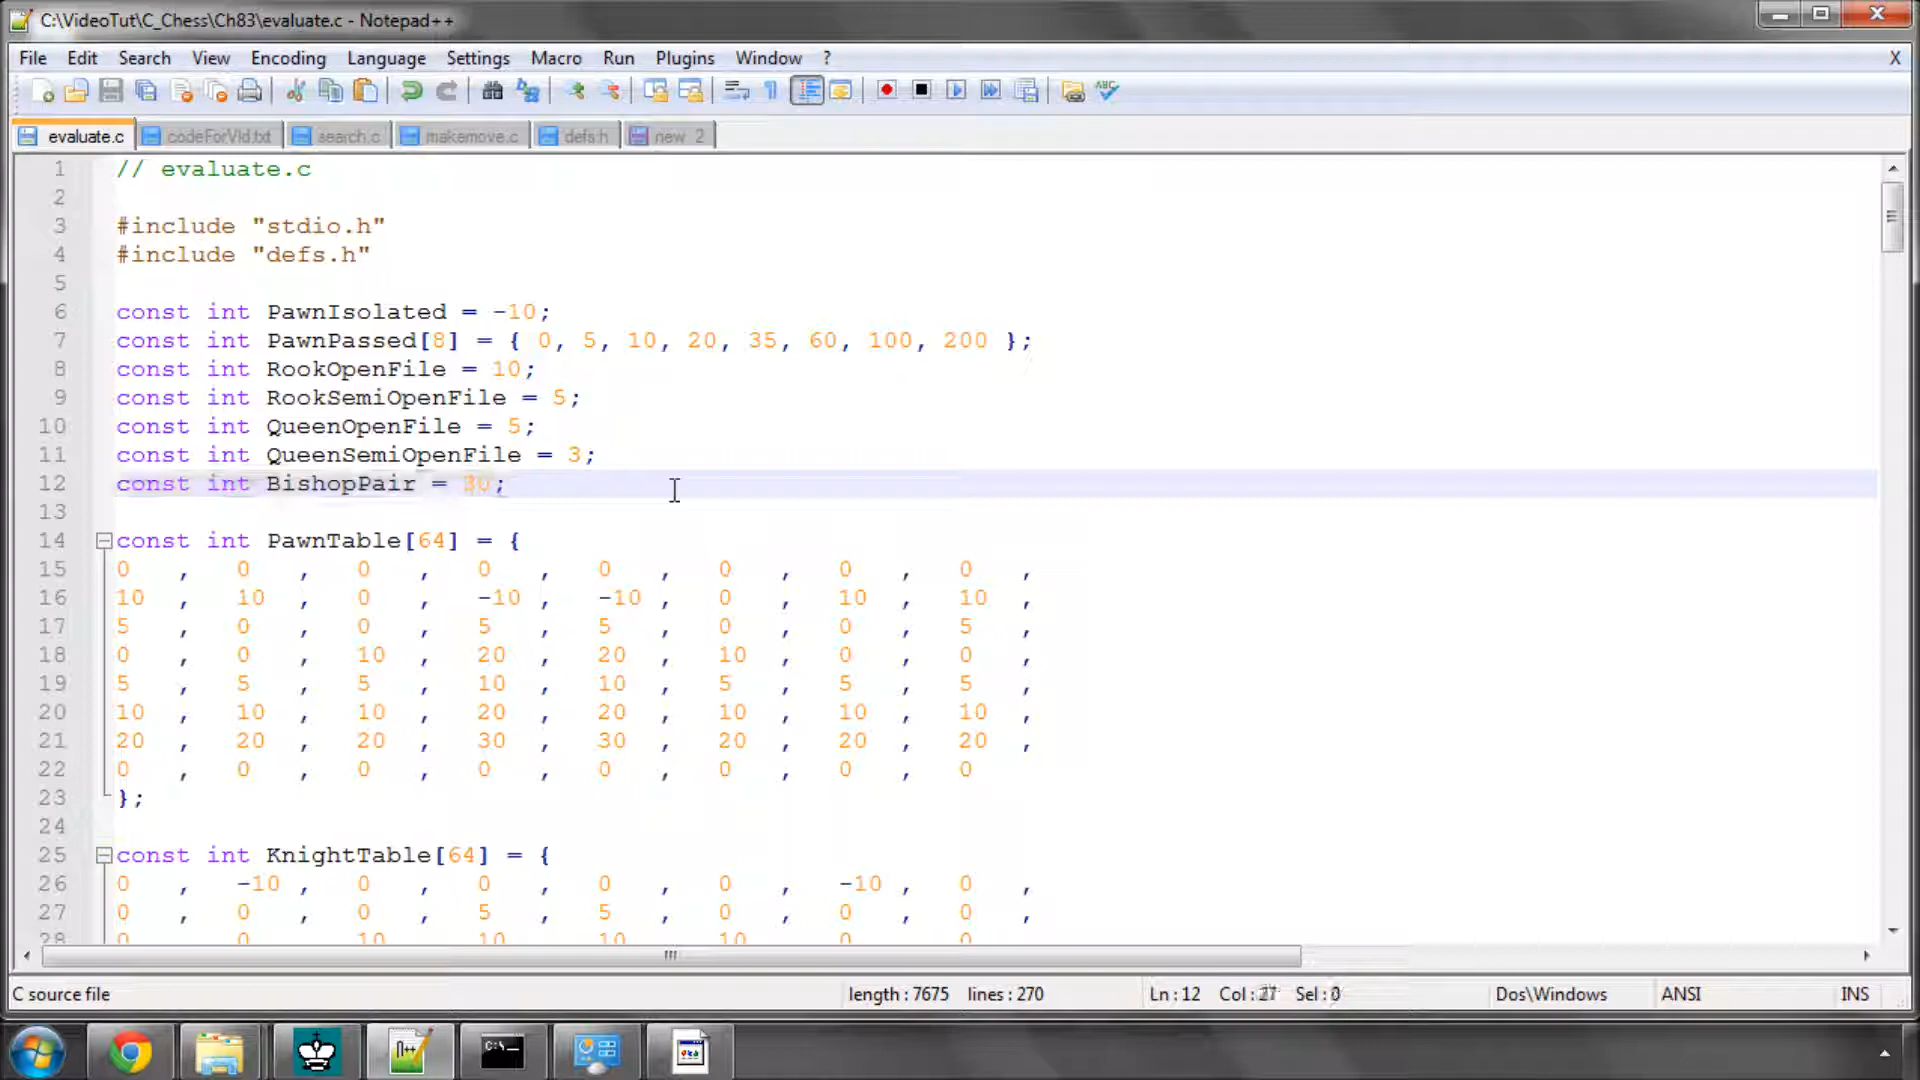 C:\VideoTut\C_Chess\Ch83\evaluate.c - Notepad++
File Edit Search View Encoding Language Settings Macro Run Plugins Window ? X
evaluate.c codeForVid.txt search.c makemove.c defs.h new 2
1 // evaluate.c
2
3 #include "stdio.h"
4 #include "defs.h"
5
6 const int PawnIsolated = -10;
7 const int PawnPassed[8] = { 0, 5, 10, 20, 35, 60, 100, 200 };
8 const int RookOpenFile = 10;
9 const int RookSemiOpenFile = 5;
10 const int QueenOpenFile = 5;
11 const int QueenSemiOpenFile = 3;
12 const int BishopPair = 30;
13
14 const int PawnTable[64] = {
15 0 , 0 , 0 , 0 , 0 , 0 , 0 , 0 ,
16 10 , 10 , 0 , -10 , -10 , 0 , 10 , 10 ,
17 5 , 0 , 0 , 5 , 5 , 0 , 0 , 5 ,
18 0 , 0 , 10 , 20 , 20 , 10 , 0 , 0 ,
19 5 , 5 , 5 , 10 , 10 , 5 , 5 , 5 ,
20 10 , 10 , 10 , 20 , 20 , 10 , 10 , 10 ,
21 20 , 20 , 20 , 30 , 30 , 20 , 20 , 20 ,
22 0 , 0 , 0 , 0 , 0 , 0 , 0 , 0
23 };
24
25 const int KnightTable[64] = {
26 0 , -10 , 0 , 0 , 0 , 0 , -10 , 0 ,
27 0 , 0 , 0 , 5 , 5 , 0 , 0 , 0 ,
28 0 0 10 10 10 10 0 0
C source file length : 7675 lines : 270 Ln : 12 Col : 27 Sel : 0 Dos\Windows ANSI INS